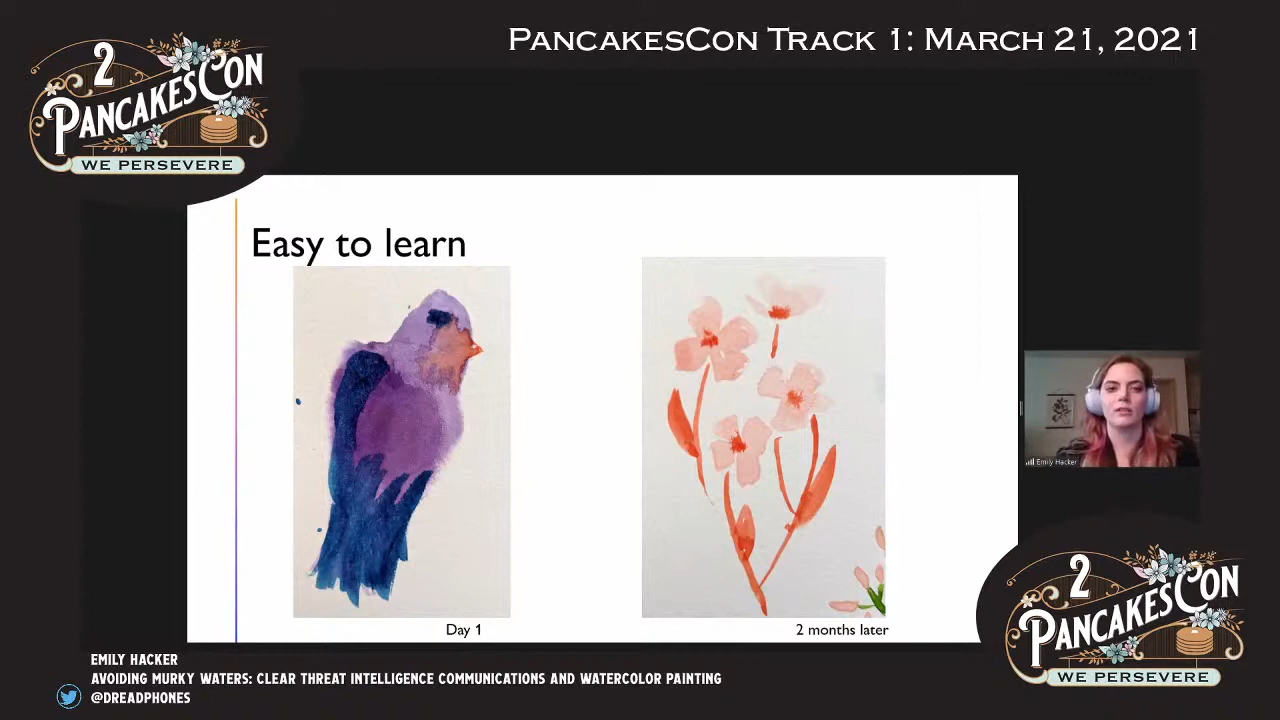 PancakesCon Track 1: March 21, 2021
2
PancakesCon
WE PERSEVERE
Easy to learn
Day 1
2 months later
Emily Hacker
EMILY HACKER
AVOIDING MURKY WATERS: CLEAR THREAT INTELLIGENCE COMMUNICATIONS AND WATERCOLOR PAINTING
@DREADPHONES
2
PancakesCon
WE PERSEVERE